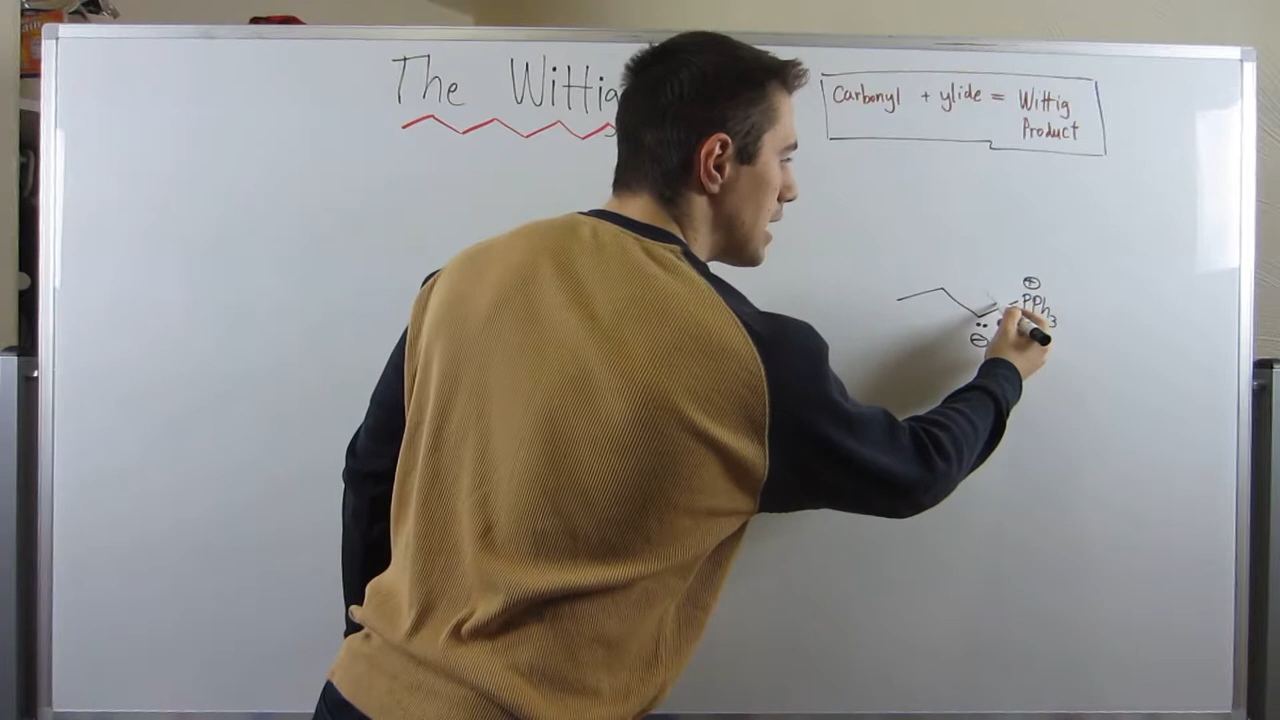 The Wittig
Carbonyl + ylide = Wittig
Product
⊕
PPh3
⊖